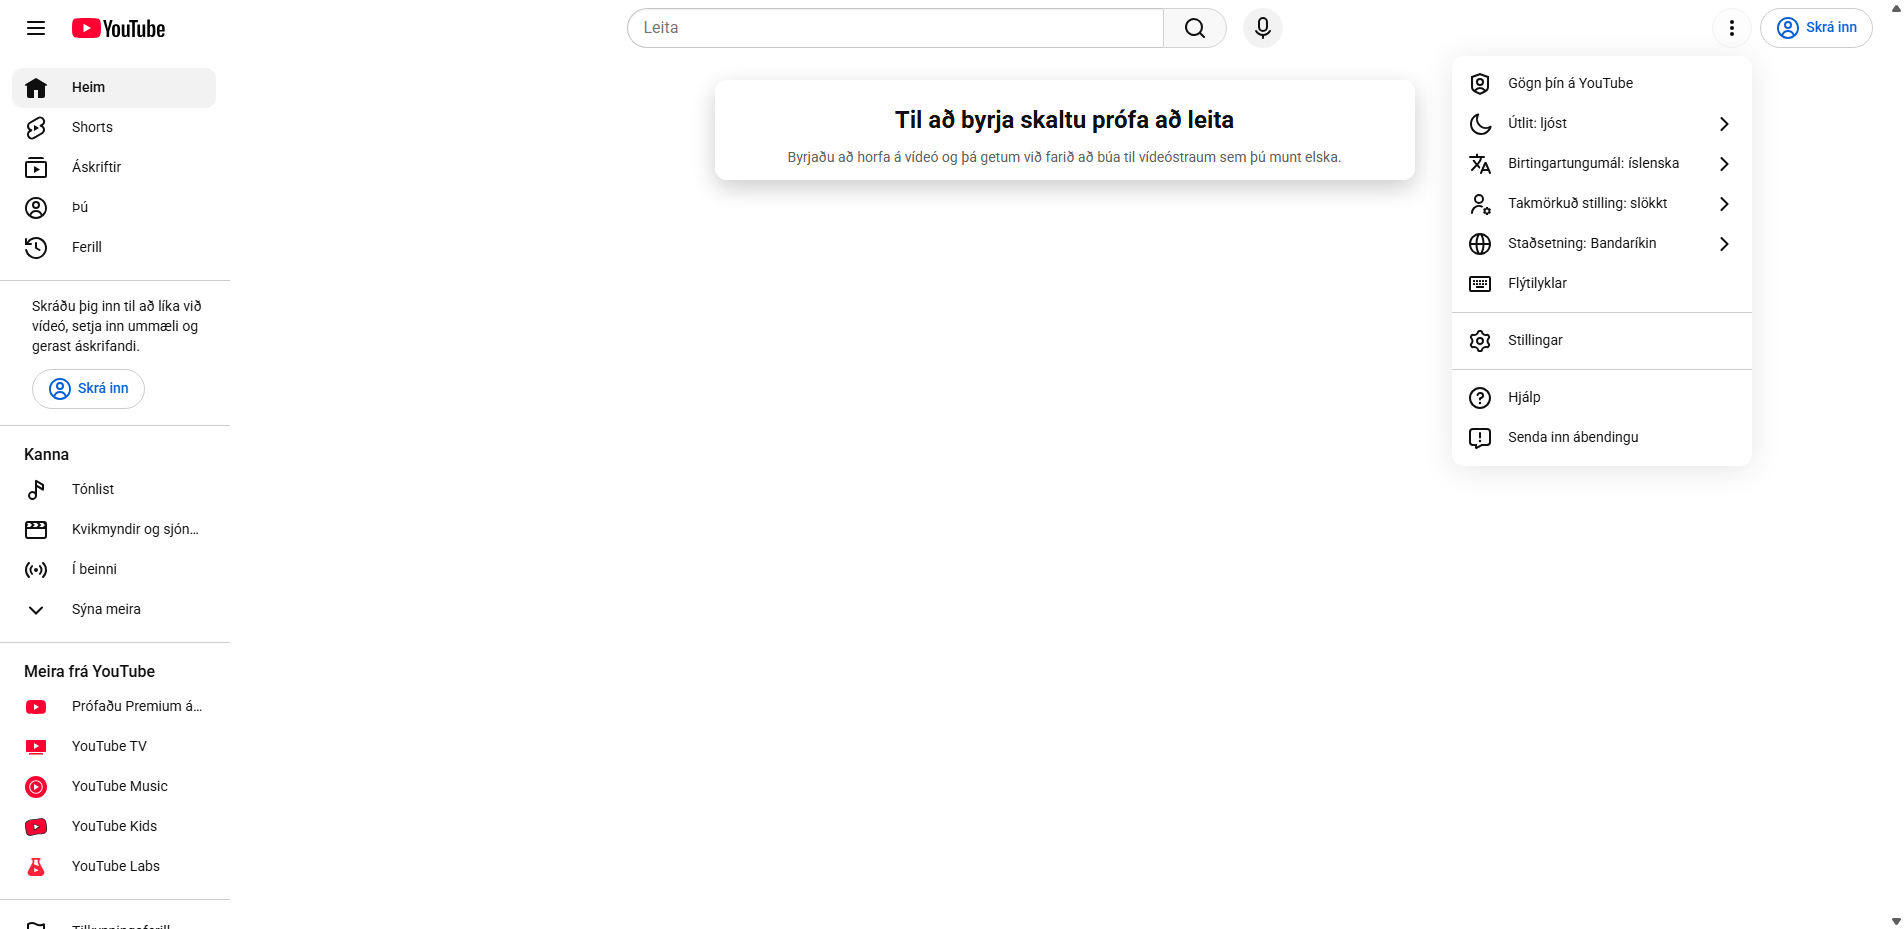 YouTube
Leita
Skrá inn
Heim
Shorts
Áskriftir
Þú
Ferill
Skráðu þig inn til að líka við
vídeó, setja inn ummæli og
gerast áskrifandi.
Skrá inn
Kanna
Tónlist
Kvikmyndir og sjón…
Í beinni
Sýna meira
Meira frá YouTube
Prófaðu Premium á…
YouTube TV
YouTube Music
YouTube Kids
YouTube Labs
Til að byrja skaltu prófa að leita
Byrjaðu að horfa á vídeó og þá getum við farið að búa til vídeóstraum sem þú munt elska.
Gögn þín á YouTube
Útlit: ljóst
Birtingartungumál: íslenska
Takmörkuð stilling: slökkt
Staðsetning: Bandaríkin
Flýtilyklar
Stillingar
Hjálp
Senda inn ábendingu